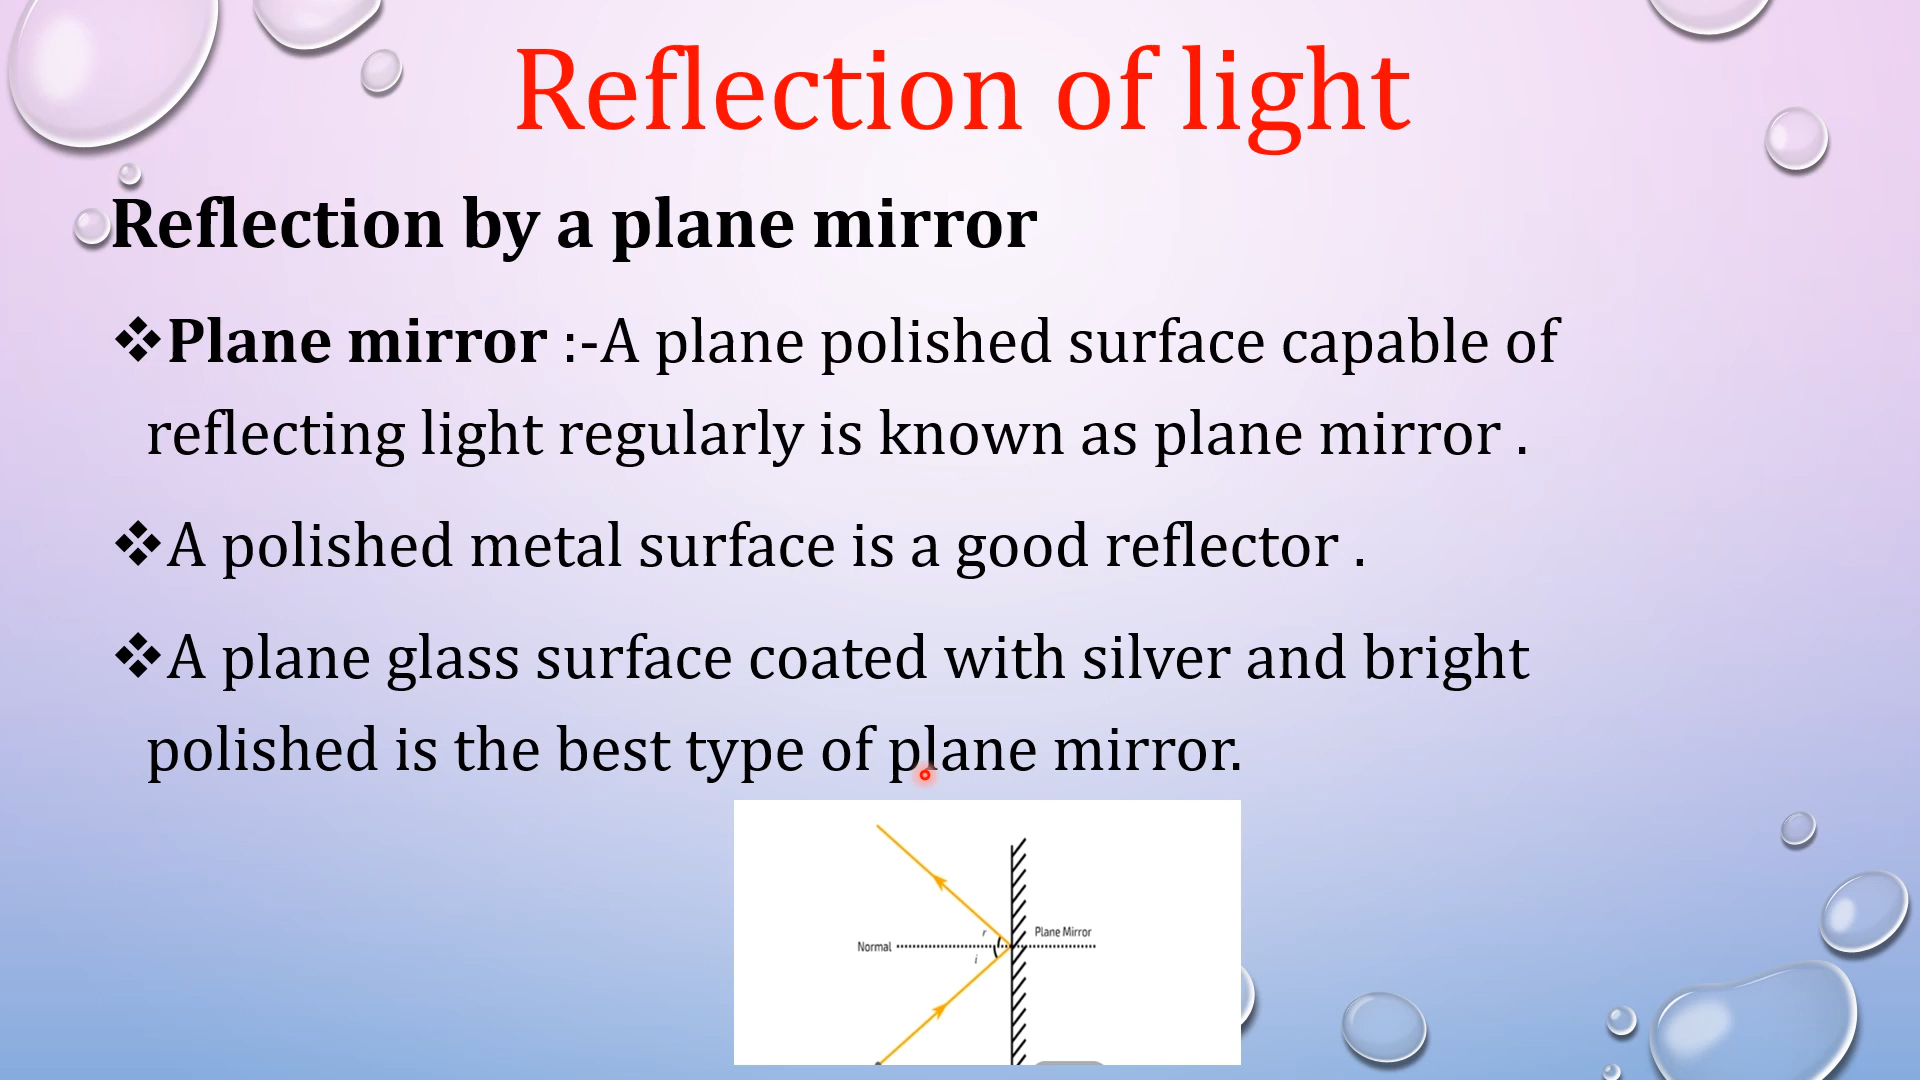 Reflection of light
Reflection by a plane mirror
❖Plane mirror :-A plane polished surface capable of
reflecting light regularly is known as plane mirror .
❖A polished metal surface is a good reflector .
❖A plane glass surface coated with silver and bright
polished is the best type of plane mirror.
r
Plane Mirror
Normal
i